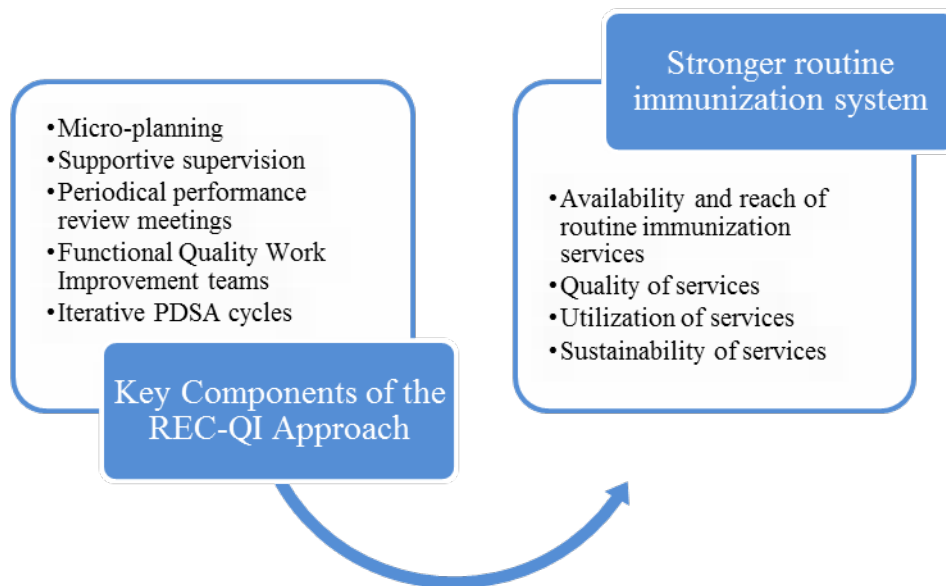 •Micro-planning
•Supportive supervision
•Periodical performance
review meetings
•Functional Quality Work
Improvement teams
•Iterative PDSA cycles
Key Components of the
REC-QI Approach
Stronger routine
immunization system
•Availability and reach of
routine immunization
services
•Quality of services
•Utilization of services
•Sustainability of services